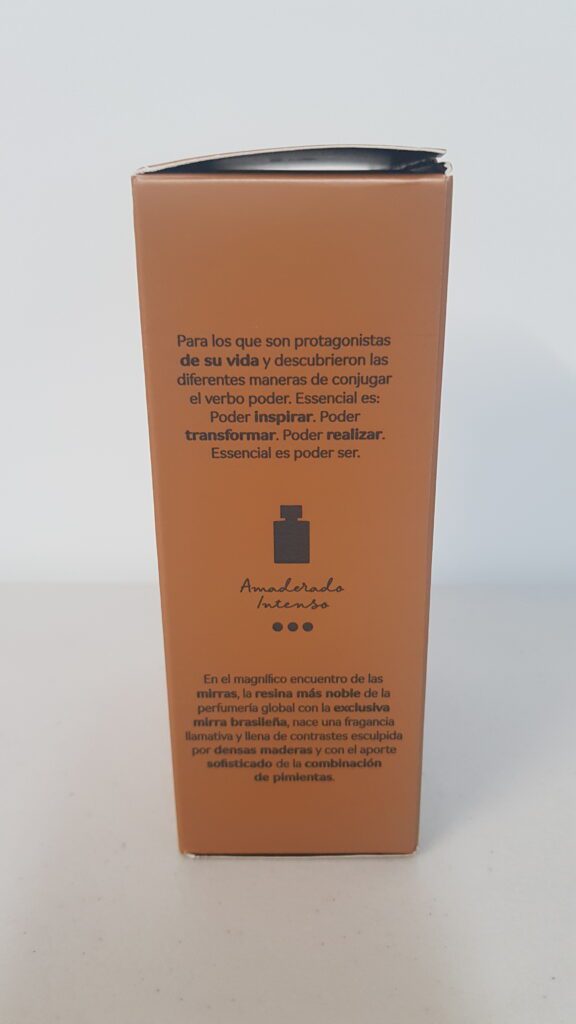 Para los que son protagonistas
de su vida y descubrieron las
diferentes maneras de conjugar
el verbo poder. Essencial es:
Poder inspirar. Poder
transformar. Poder realizar.
Essencial es poder ser.
Amaderado
Intenso
En el magnífico encuentro de las
mirras, la resina más noble de la
perfumería global con la exclusiva
mirra brasileña, nace una fragancia
llamativa y llena de contrastes esculpida
por densas maderas y con el aporte
sofisticado de la combinación
de pimientas.